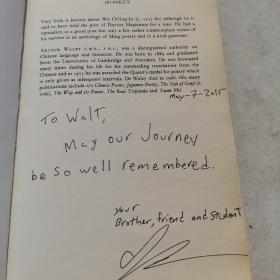 MONKEY
Very little is known about Wu Ch'êng-ên (c. 1505-80) although he is
said to have held the post of District Magistrate for a time. He had a
reputation as a good poet but only a few rather commonplace verses of
his survive in an anthology of Ming poetry and in a local gazetteer.
ARTHUR WALEY C.B.E., F.B.A., was a distinguished authority on
Chinese language and literature. He was born in 1889 and graduated
from the Universities of Cambridge and Aberdeen. He was honoured
many times during his life for his outstanding translation from the
Chinese and in 1953 he was awarded the Queen's medal for poetry which
is only given at infrequent intervals. Dr Waley died in 1966. His many
publications include 170 Chinese Poems, Japanese Poetry, The Tale of Genji (6
vols), The Way and its Power, The Real Tripitaka and Yuan Mei.
May-7-2015
To Walt,
May our Journey
be so well remembered.
your
Brother, friend and student